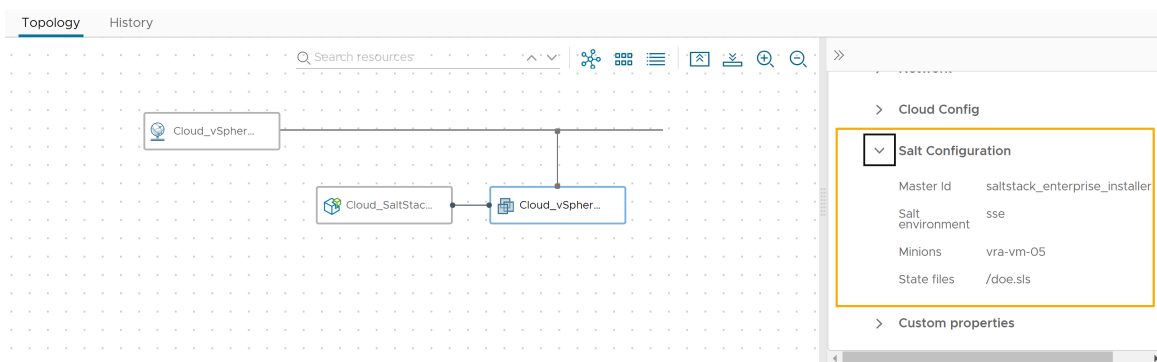 Topology History
Search resources
Cloud_vSpher...
Cloud_SaltStac...
Cloud_vSpher...
Network
Cloud Config
Salt Configuration
Master Id saltstack_enterprise_installer
Salt environment sse
Minions vra-vm-05
State files /doe.sls
Custom properties